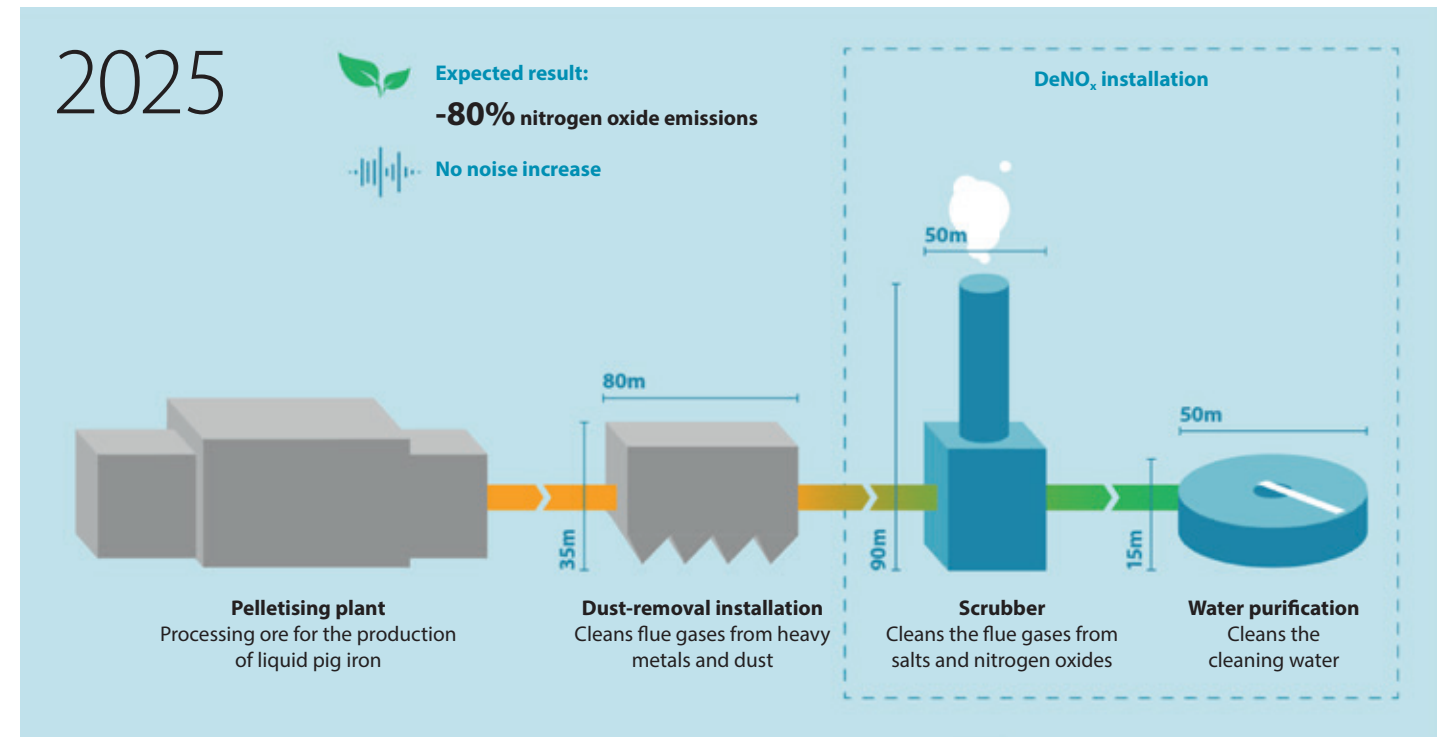 2025
Expected result:
-80% nitrogen oxide emissions
No noise increase
DeNOx installation
50m
80m
50m
35m
90m
15m
Pelletising plant
Processing ore for the production
of liquid pig iron
Dust-removal installation
Cleans flue gases from heavy
metals and dust
Scrubber
Cleans the flue gases from
salts and nitrogen oxides
Water purification
Cleans the
cleaning water